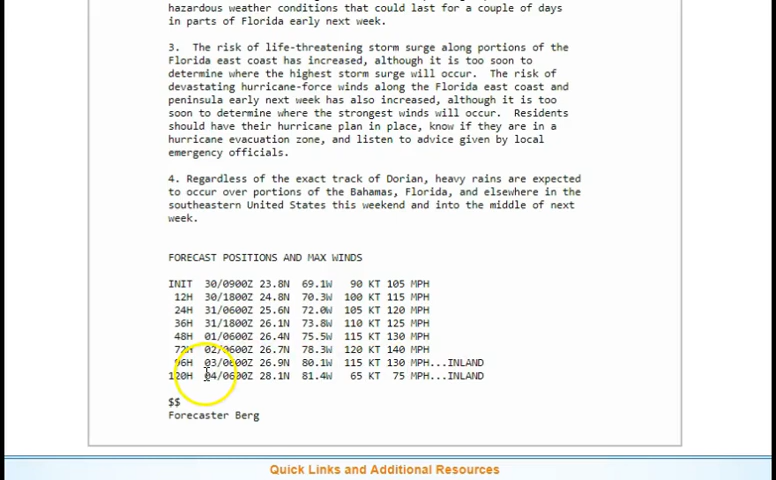 hazardous weather conditions that could last for a couple of days
in parts of Florida early next week.
3. The risk of life-threatening storm surge along portions of the
Florida east coast has increased, although it is too soon to
determine where the highest storm surge will occur. The risk of
devastating hurricane-force winds along the Florida east coast and
peninsula early next week has also increased, although it is too
soon to determine where the strongest winds will occur. Residents
should have their hurricane plan in place, know if they are in a
hurricane evacuation zone, and listen to advice given by local
emergency officials.
4. Regardless of the exact track of Dorian, heavy rains are expected
to occur over portions of the Bahamas, Florida, and elsewhere in the
southeastern United States this weekend and into the middle of next
week.
FORECAST POSITIONS AND MAX WINDS
INIT 30/0900Z 23.8N 69.1W 90 KT 105 MPH
12H 30/1800Z 24.8N 70.3W 100 KT 115 MPH
24H 31/0600Z 25.6N 72.0W 105 KT 120 MPH
36H 31/1800Z 26.1N 73.8W 110 KT 125 MPH
48H 01/0600Z 26.4N 75.5W 115 KT 130 MPH
72H 02/0600Z 26.7N 78.3W 120 KT 140 MPH
96H 03/0600Z 26.9N 80.1W 115 KT 130 MPH...INLAND
120H 04/0600Z 28.1N 81.4W 65 KT 75 MPH...INLAND
$$
Forecaster Berg
Quick Links and Additional Resources